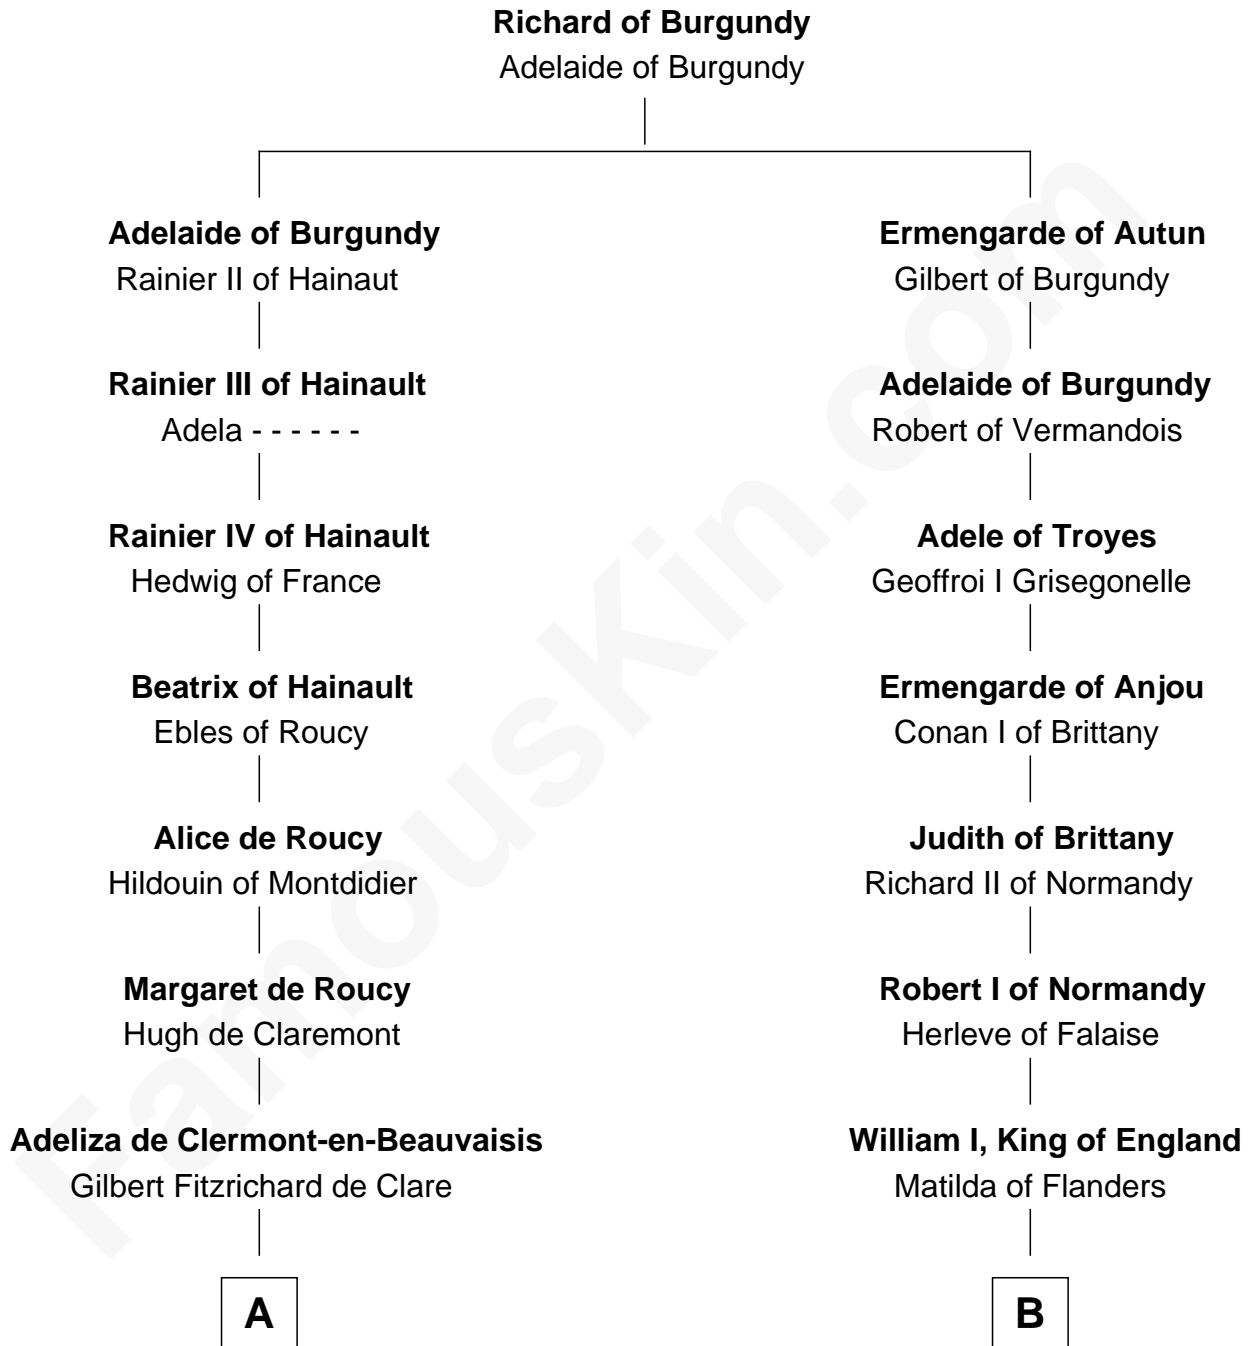 Richard of Burgundy
Adelaide of Burgundy
Adelaide of Burgundy
Rainier II of Hainaut
Rainier III of Hainault
Adela - - - - - -
Rainier IV of Hainault
Hedwig of France
Beatrix of Hainault
Ebles of Roucy
Alice de Roucy
Hildouin of Montdidier
Margaret de Roucy
Hugh de Claremont
Adeliza de Clermont-en-Beauvaisis
Gilbert Fitzrichard de Clare
A
Ermengarde of Autun
Gilbert of Burgundy
Adelaide of Burgundy
Robert of Vermandois
Adele of Troyes
Geoffroi I Grisegonelle
Ermengarde of Anjou
Conan I of Brittany
Judith of Brittany
Richard II of Normandy
Robert I of Normandy
Herleve of Falaise
William I, King of England
Matilda of Flanders
B
FamousKin.com